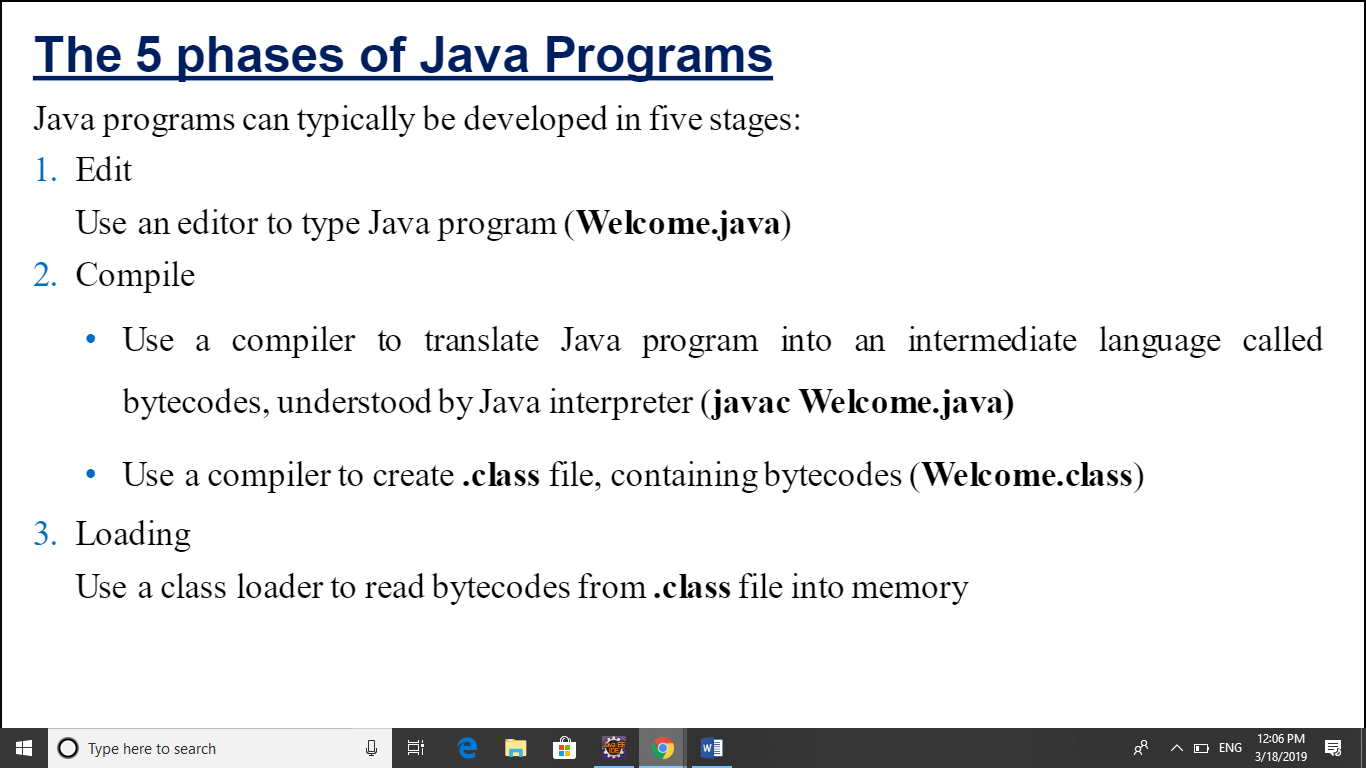 The 5 phases of Java Programs
Java programs can typically be developed in five stages:
1. Edit
Use an editor to type Java program (Welcome.java)
2. Compile
• Use a compiler to translate Java program into an intermediate language called
bytecodes, understood by Java interpreter (javac Welcome.java)
• Use a compiler to create .class file, containing bytecodes (Welcome.class)
3. Loading
Use a class loader to read bytecodes from .class file into memory
Type here to search
ENG
12:06 PM
3/18/2019